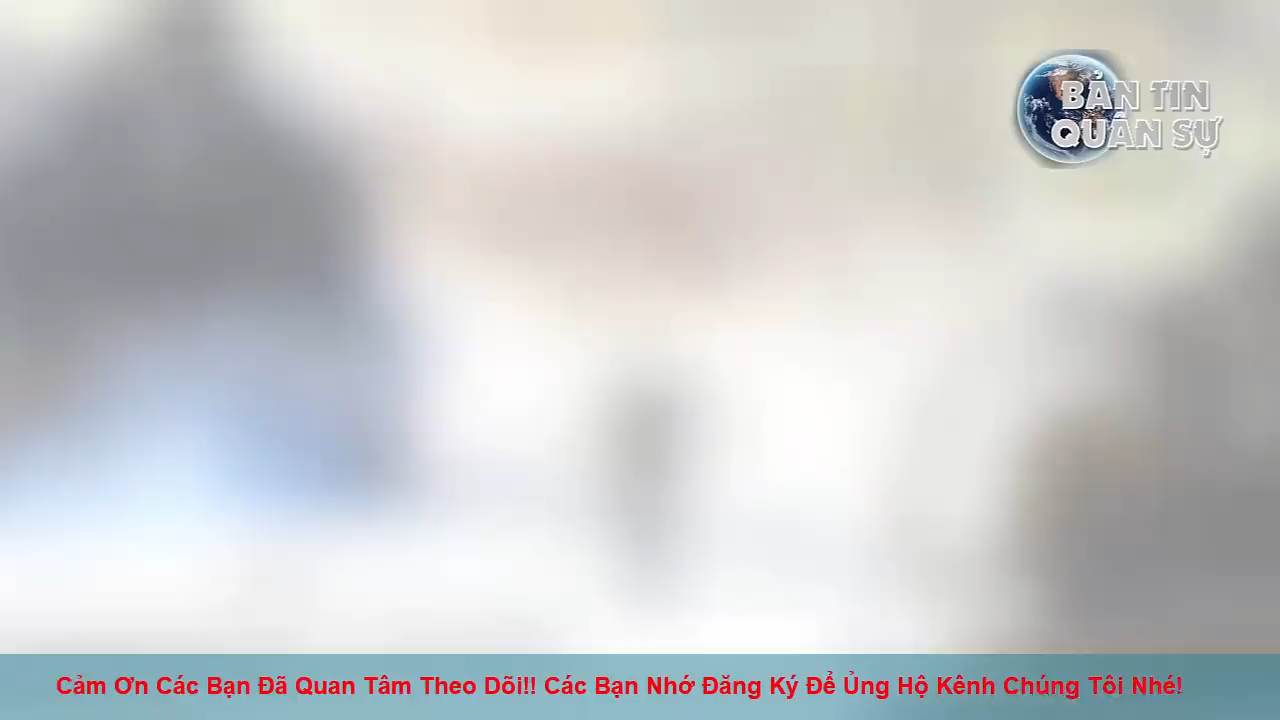 BẢN TIN
QUÂN SỰ
Cảm Ơn Các Bạn Đã Quan Tâm Theo Dõi!! Các Bạn Nhớ Đăng Ký Để Ủng Hộ Kênh Chúng Tôi Nhé!